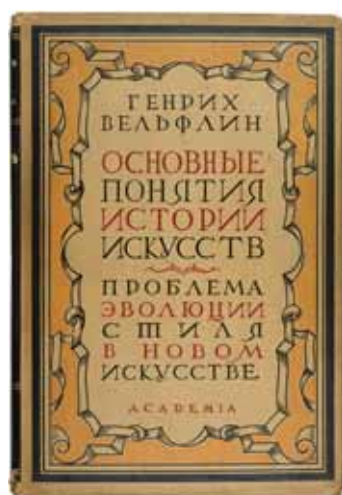 ГЕНРИХ
ВЕЛЬФЛИН
ОСНОВНЫЕ
ПОНЯТИЯ
ИСТОРИИ
ИСКУССТВ
ПРОБЛЕМА
ЭВОЛЮЦИИ
СТИЛЯ
В НОВОМ
ИСКУССТВЕ
ACADEMIA